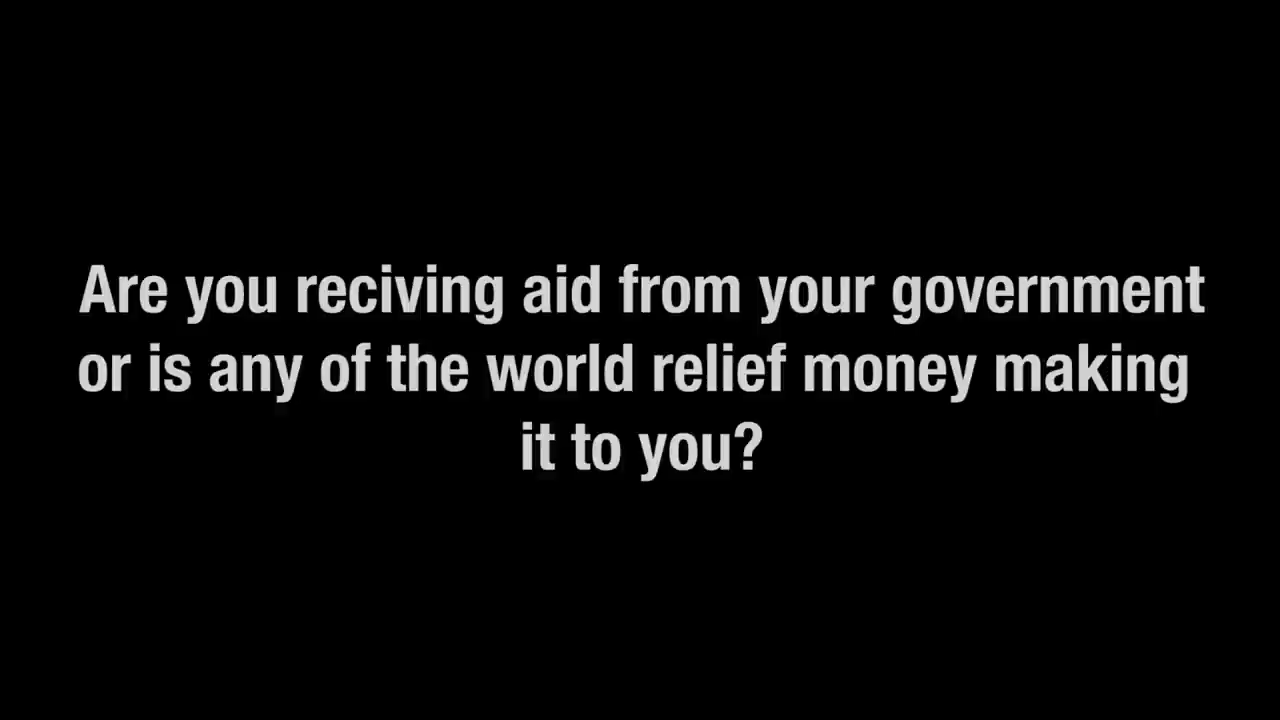 Are you reciving aid from your government
or is any of the world relief money making
it to you?